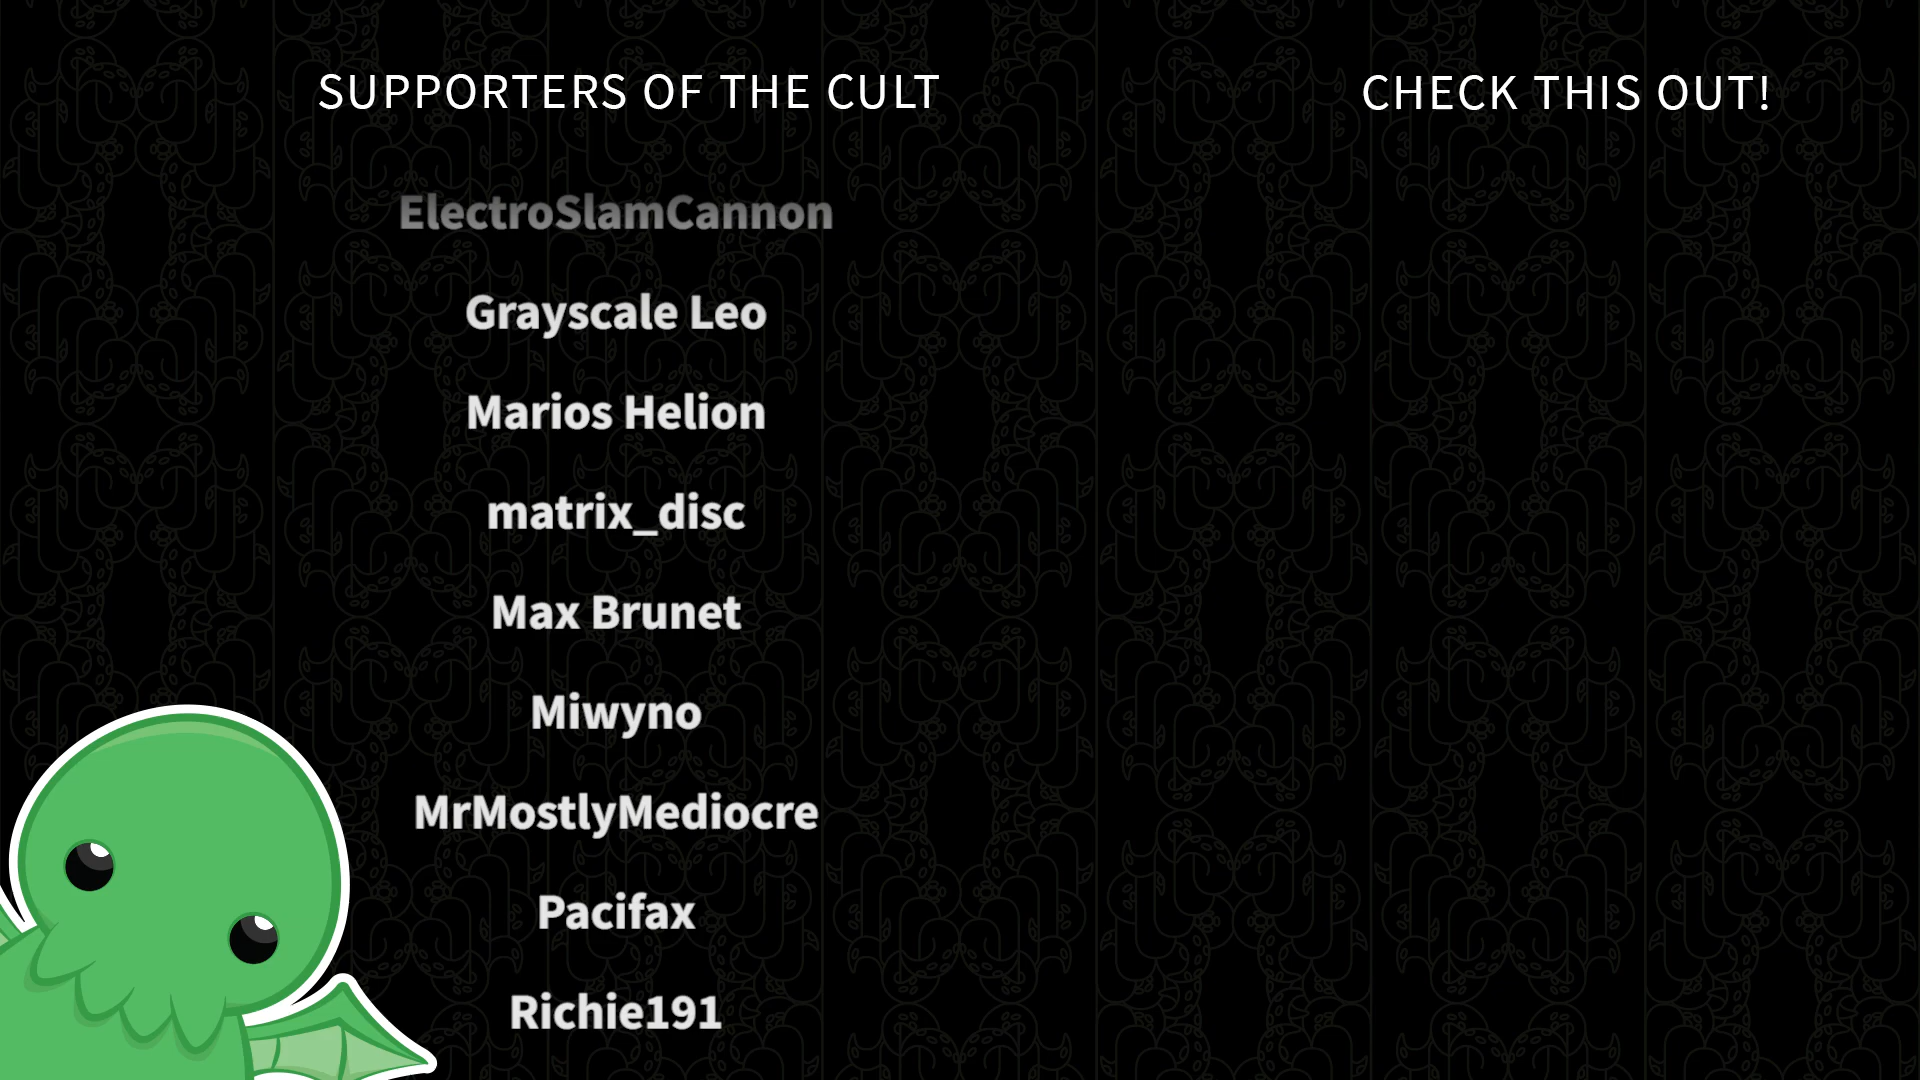 SUPPORTERS OF THE CULT
CHECK THIS OUT!
ElectroSlamCannon
Grayscale Leo
Marios Helion
matrix_disc
Max Brunet
Miwyno
MrMostlyMediocre
Pacifax
Richie191